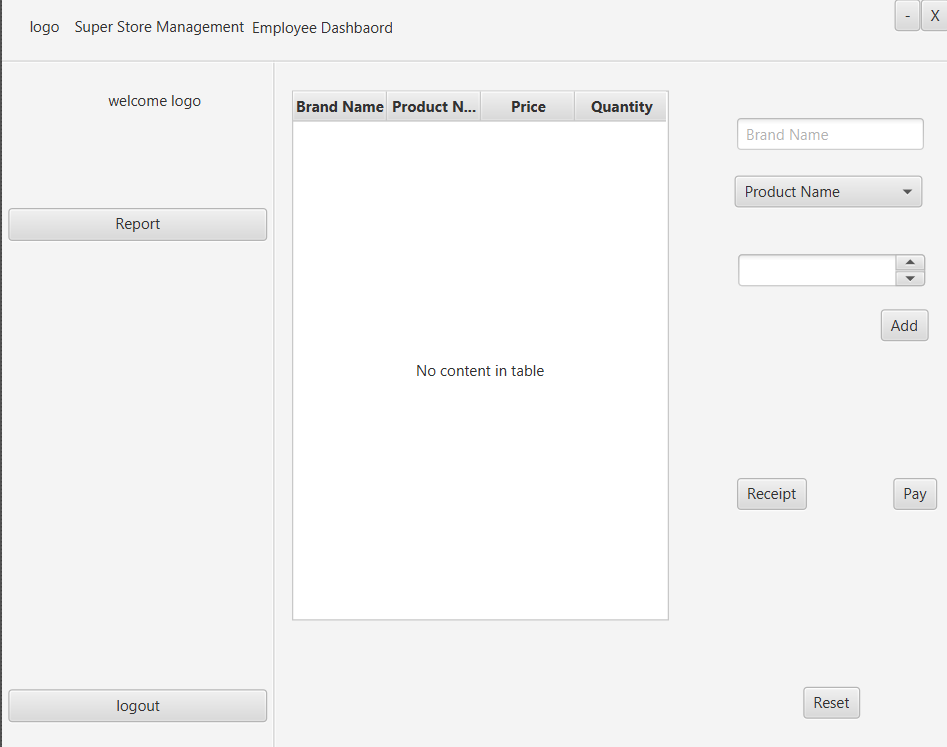 logo Super Store Management Employee Dashbaord - X
welcome logo
Report
logout
Brand Name Product N... Price Quantity
No content in table
Brand Name
Product Name
Add
Receipt Pay
Reset